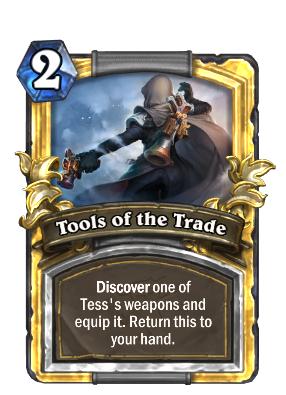 2
Tools of the Trade
Discover one of
Tess's weapons and
equip it. Return this to
your hand.